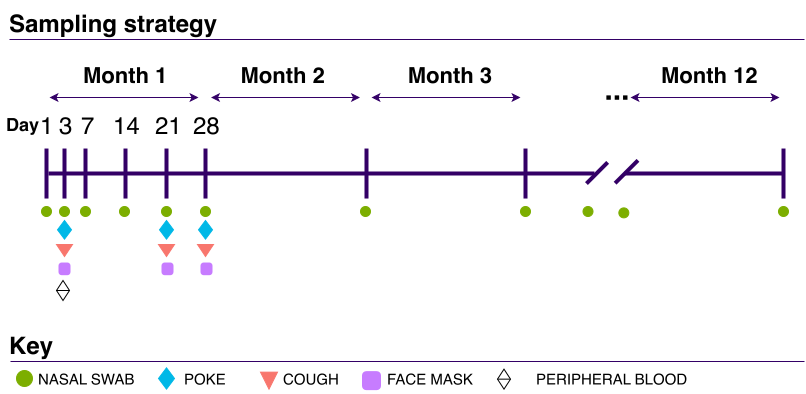 Sampling strategy
Month 1 Month 2 Month 3 ... Month 12
Day 1 3 7 14 21 28
Key
NASAL SWAB POKE COUGH FACE MASK PERIPHERAL BLOOD